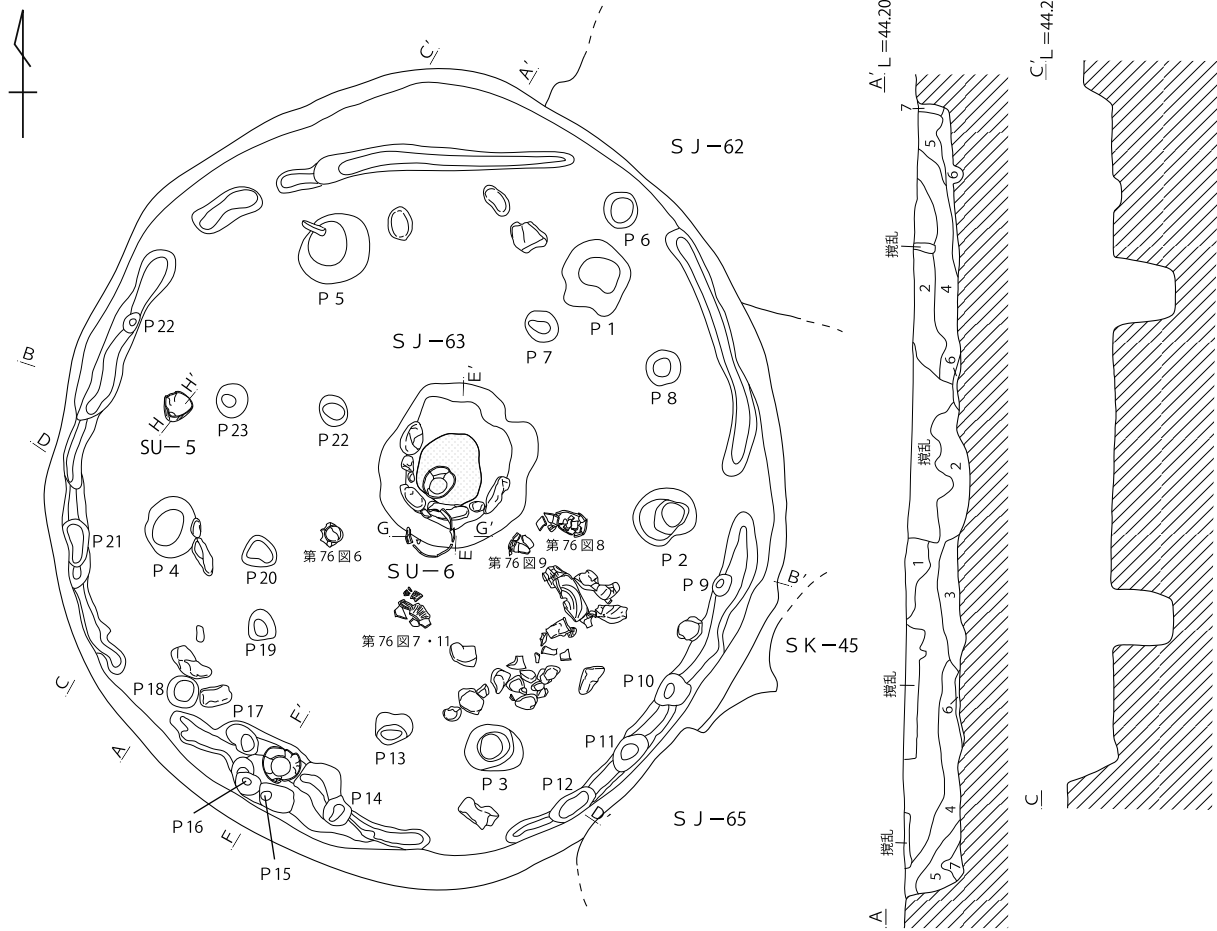 C'
A'
SJ−62
P6
P5
P1
P22
SJ−63
P7
B
E'
P8
H'
H
P23
P22
SU−5
D
G
G'
第76図8
P21
P4
P20
第76図6
E
第76図9
P2
SU−6
P9
B'
第76図7・11
P19
SK−45
P18
P10
C
P17
F'
P13
P11
A
P3
P12
P14
P16
D'
SJ−65
F
P15
A' L=44.20
7
5
6
撹乱
2
4
6
撹乱
2
1
3
撹乱
6
4
撹乱
5
7
A
C' L=44.2
C